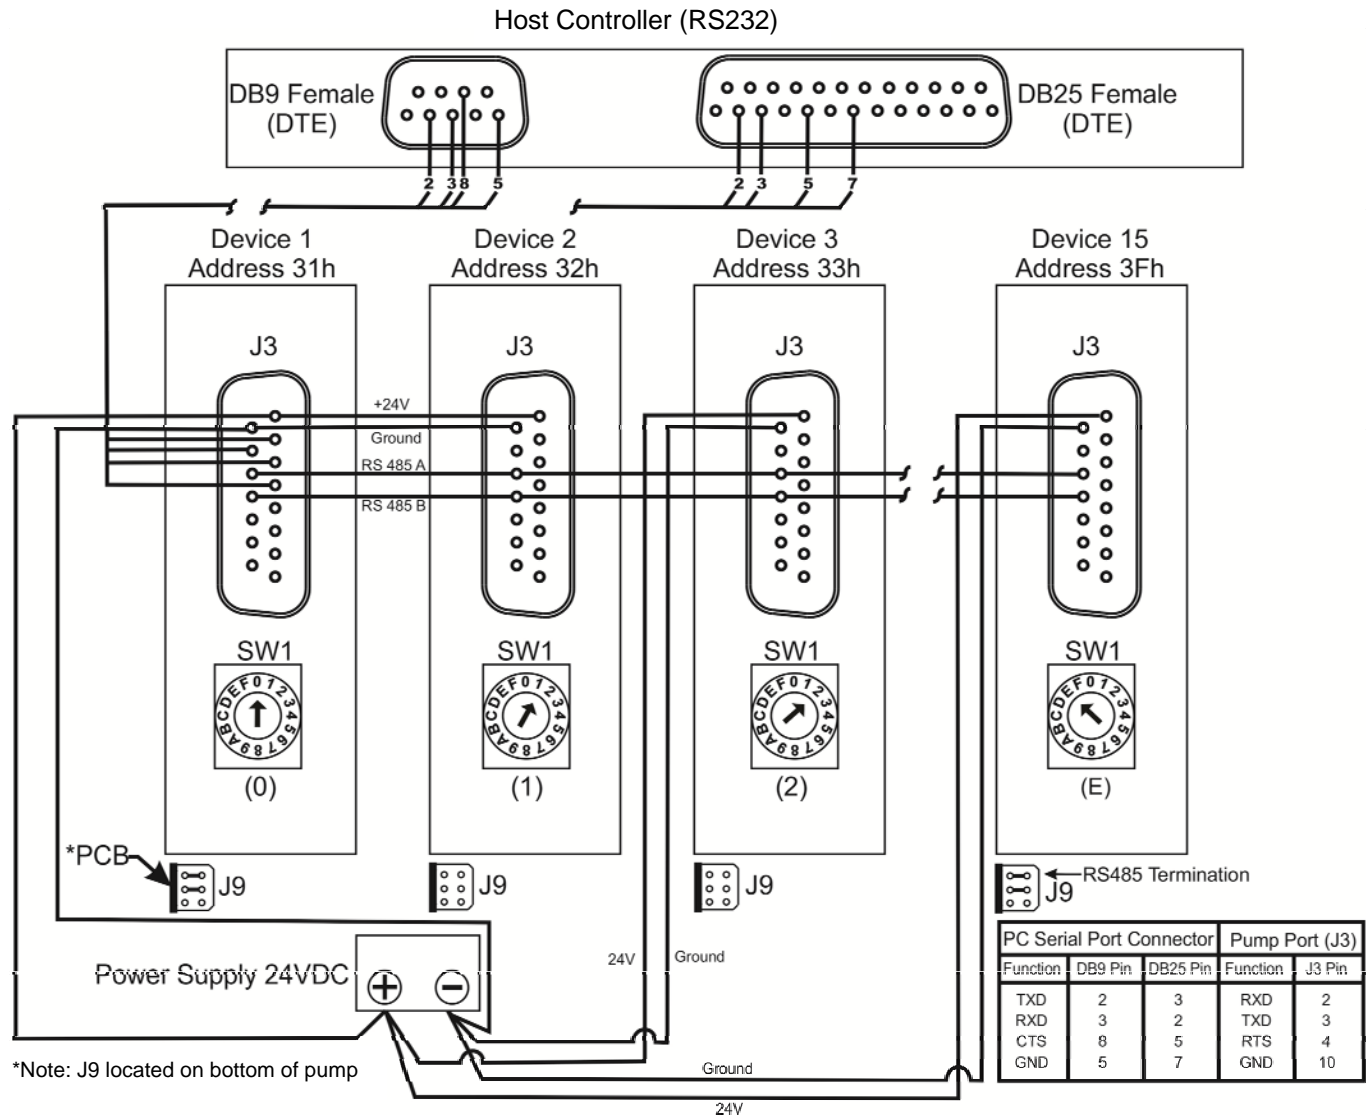 Host Controller (RS232)
DB9 Female
(DTE)
DB25 Female
(DTE)
2 3 8 5
2 3 5 7
Device 1
Address 31h
Device 2
Address 32h
Device 3
Address 33h
Device 15
Address 3Fh
J3
J3
J3
J3
+24V
Ground
RS 485 A
RS 485 B
SW1
SW1
SW1
SW1
0123456789ABCDEF
0123456789ABCDEF
0123456789ABCDEF
0123456789ABCDEF
(0)
(1)
(2)
(E)
*PCB
J9
J9
J9
RS485 Termination
J9
Power Supply 24VDC
+ −
24V
Ground
PC Serial Port Connector Pump Port (J3)
Function DB9 Pin DB25 Pin Function J3 Pin
TXD 2 3 RXD 2
RXD 3 2 TXD 3
CTS 8 5 RTS 4
GND 5 7 GND 10
*Note: J9 located on bottom of pump
Ground
24V